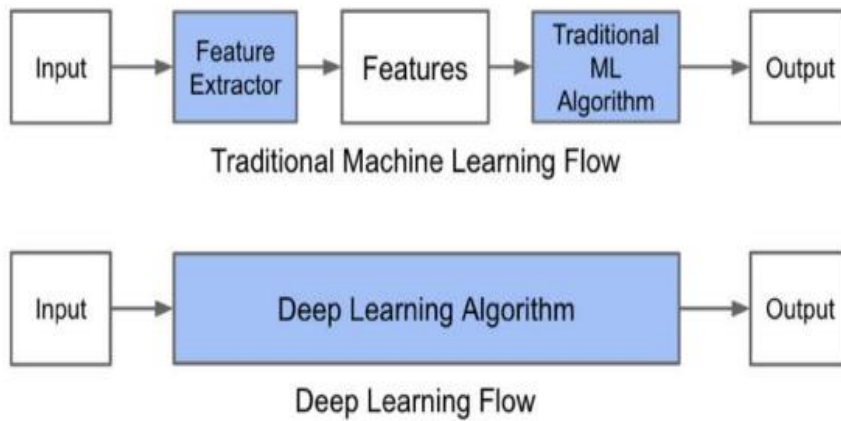 Input
Feature
Extractor
Features
Traditional
ML
Algorithm
Output
Traditional Machine Learning Flow
Input
Deep Learning Algorithm
Output
Deep Learning Flow